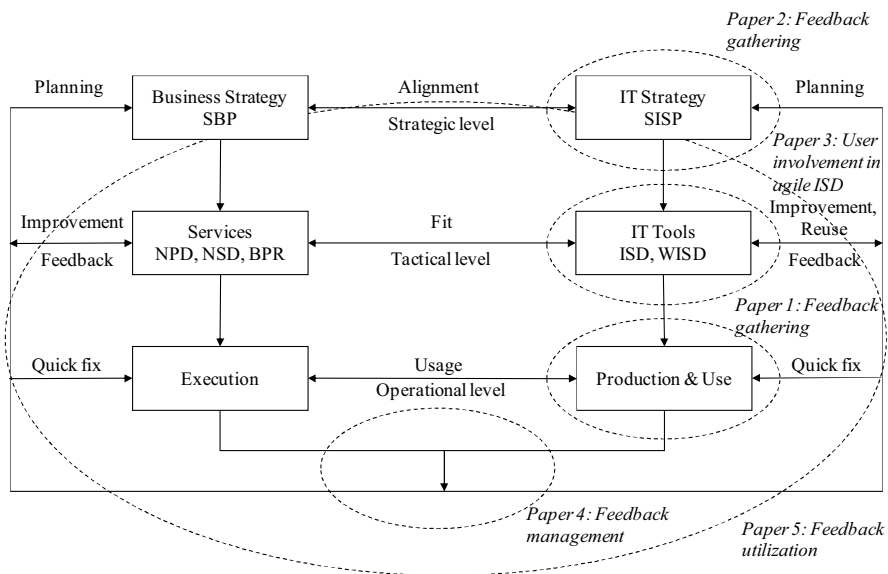 Paper 2: Feedback
gathering
Planning
Business Strategy
SBP
Alignment
Strategic level
IT Strategy
SISP
Planning
Paper 3: User
involvement in
agile ISD
Improvement
Feedback
Services
NPD, NSD, BPR
Fit
Tactical level
IT Tools
ISD, WISD
Improvement,
Reuse
Feedback
Paper 1: Feedback
gathering
Quick fix
Execution
Usage
Operational level
Production & Use
Quick fix
Paper 4: Feedback
management
Paper 5: Feedback
utilization